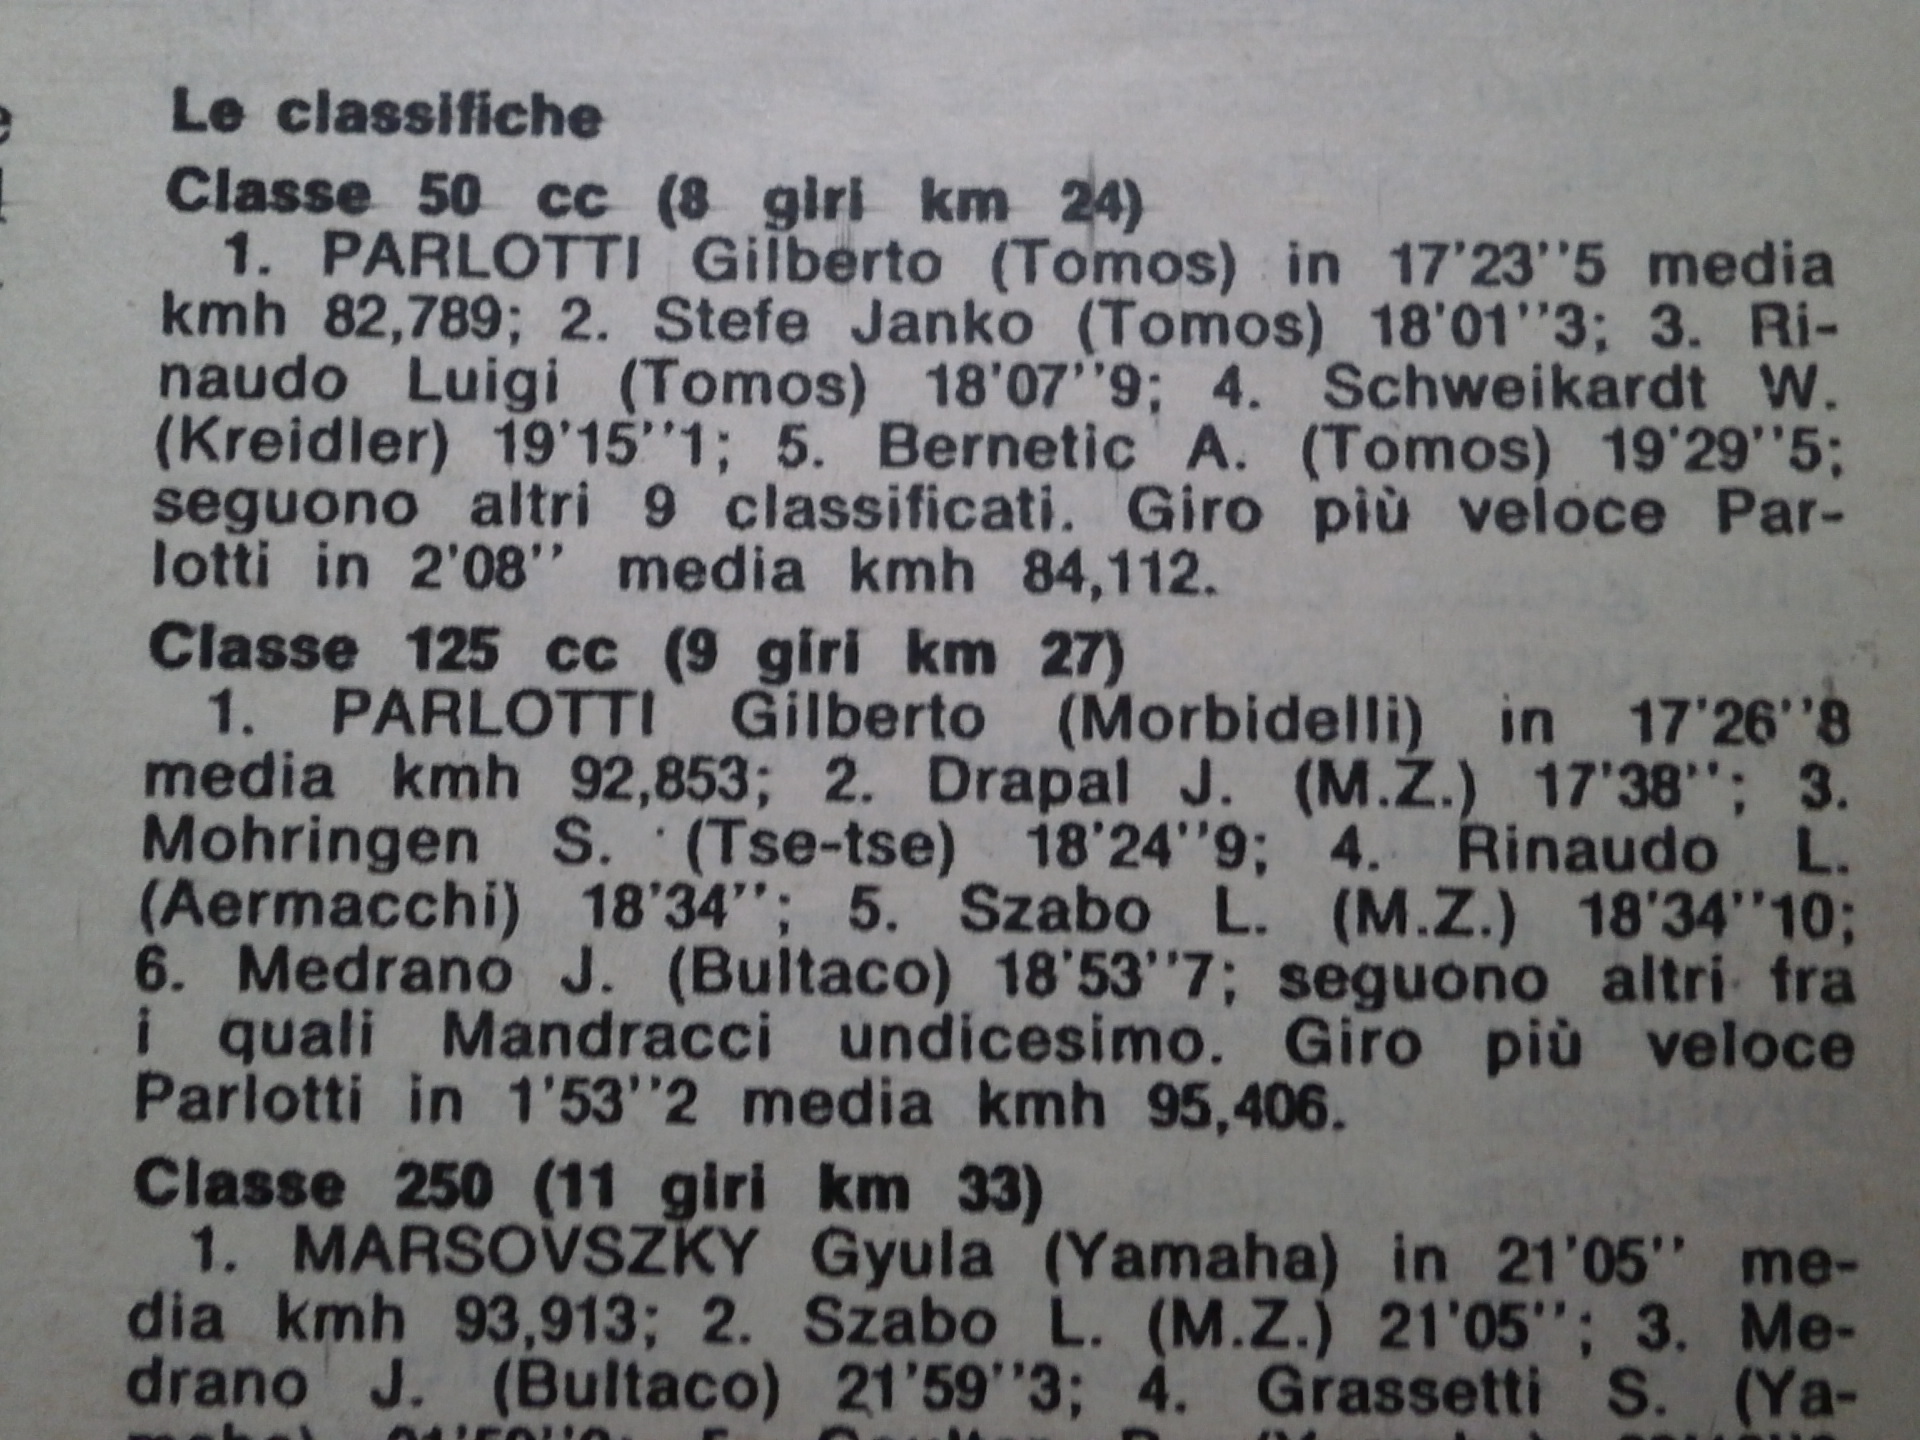 Le classifiche
Classe 50 cc (8 giri km 24)
1. PARLOTTI Gilberto (Tomos) in 17'23''5 media
kmh 82,789; 2. Stefe Janko (Tomos) 18'01''3; 3. Ri-
naudo Luigi (Tomos) 18'07''9; 4. Schweikardt W.
(Kreidler) 19'15''1; 5. Bernetic A. (Tomos) 19'29''5;
seguono altri 9 classificati. Giro più veloce Par-
lotti in 2'08'' media kmh 84,112.
Classe 125 cc (9 giri km 27)
1. PARLOTTI Gilberto (Morbidelli) in 17'26''8
media kmh 92,853; 2. Drapal J. (M.Z.) 17'38''; 3.
Mohringen S. (Tse-tse) 18'24''9; 4. Rinaudo L.
(Aermacchi) 18'34''; 5. Szabo L. (M.Z.) 18'34''10;
6. Medrano J. (Bultaco) 18'53''7; seguono altri fra
i quali Mandracci undicesimo. Giro più veloce
Parlotti in 1'53''2 media kmh 95,406.
Classe 250 (11 giri km 33)
1. MARSOVSZKY Gyula (Yamaha) in 21'05'' me-
dia kmh 93,913; 2. Szabo L. (M.Z.) 21'05''; 3. Me-
drano J. (Bultaco) 21'59''3; 4. Grassetti S. (Ya-